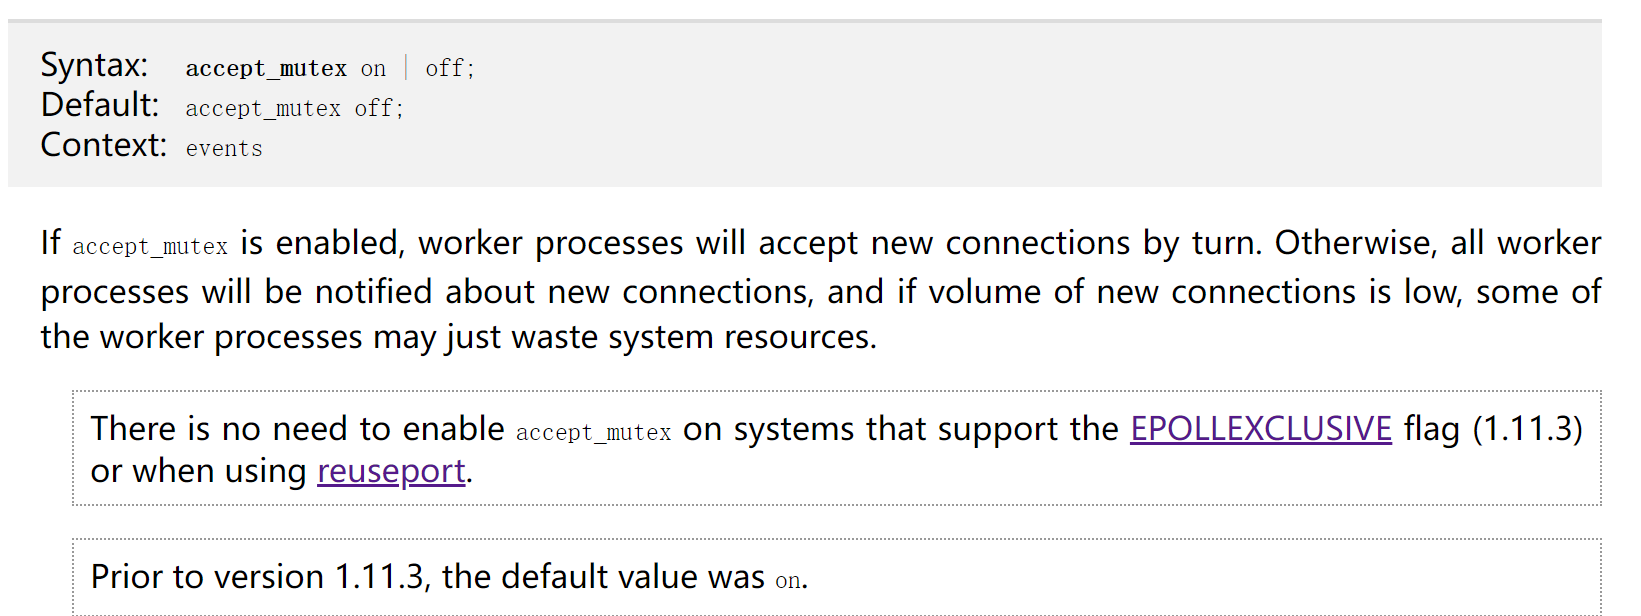 Syntax: accept_mutex on | off;
Default: accept_mutex off;
Context: events
If accept_mutex is enabled, worker processes will accept new connections by turn. Otherwise, all worker
processes will be notified about new connections, and if volume of new connections is low, some of
the worker processes may just waste system resources.
There is no need to enable accept_mutex on systems that support the EPOLLEXCLUSIVE flag (1.11.3)
or when using reuseport.
Prior to version 1.11.3, the default value was on.